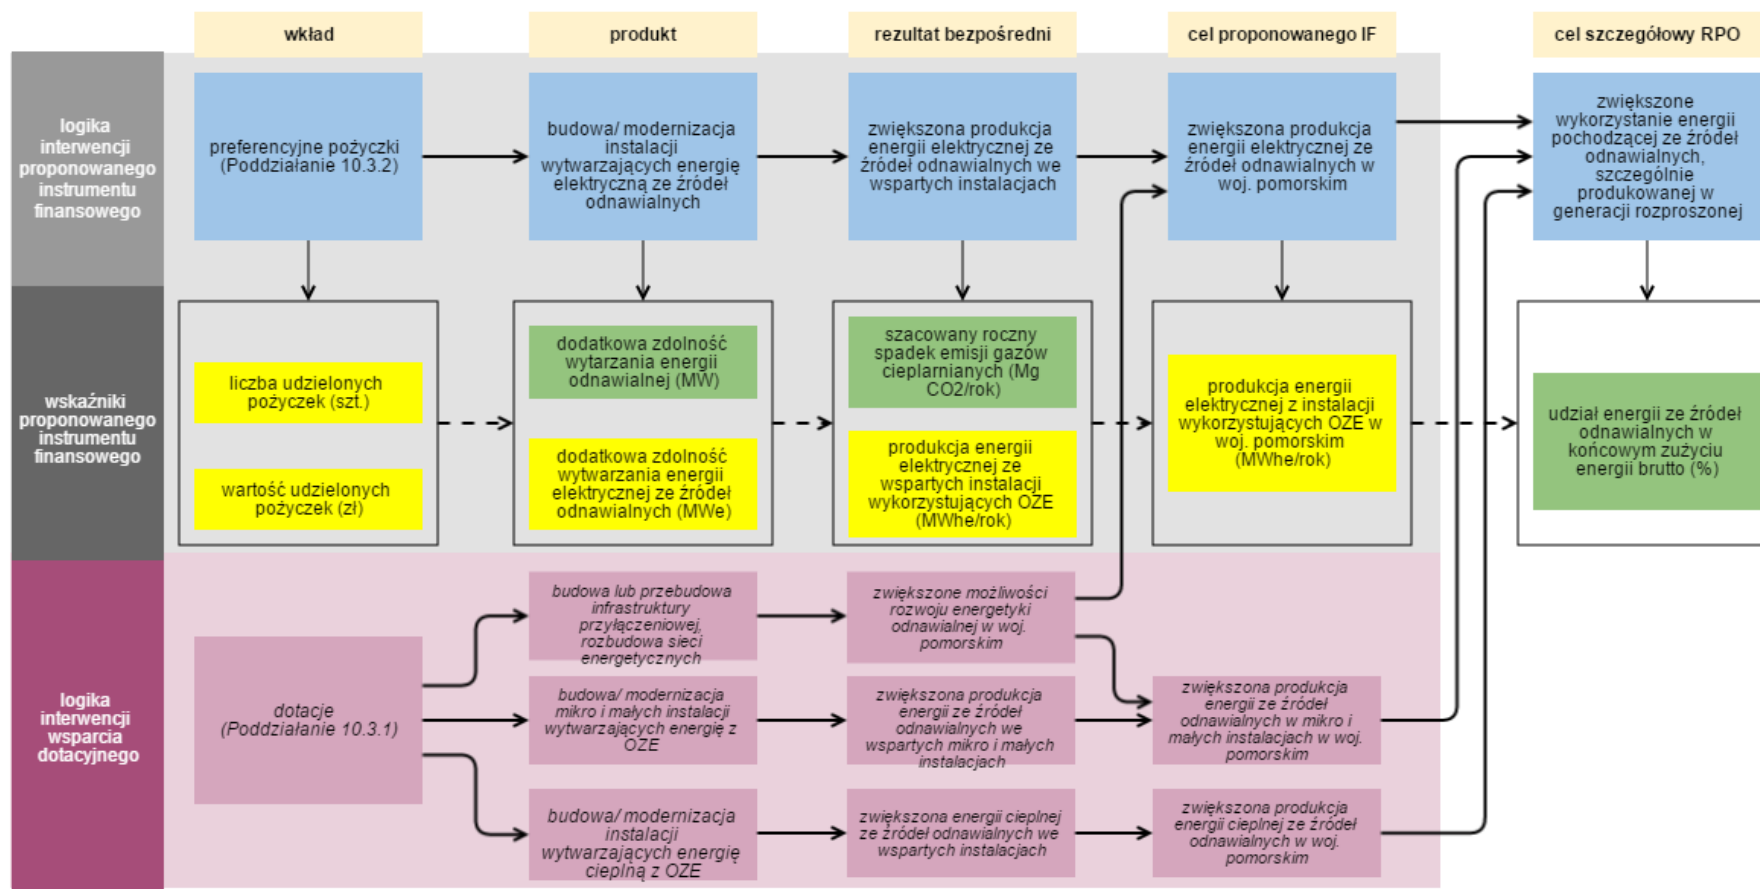 wkład
produkt
rezultat bezpośredni
cel proponowanego IF
cel szczegółowy RPO
logika
interwencji
proponowanego
instrumentu
finansowego
preferencyjne pożyczki
(Poddziałanie 10.3.2)
budowa/ modernizacja
instalacji
wytwarzających energię
elektryczną ze źródeł
odnawialnych
zwiększona produkcja
energii elektrycznej ze
źródeł odnawialnych we
wspartych instalacjach
zwiększona produkcja
energii elektrycznej ze
źródeł odnawialnych w
woj. pomorskim
zwiększone
wykorzystanie energii
pochodzącej ze źródeł
odnawialnych,
szczególnie
produkowanej w
generacji rozproszonej
wskaźniki
proponowanego
instrumentu
finansowego
liczba udzielonych
pożyczek (szt.)
wartość udzielonych
pożyczek (zł)
dodatkowa zdolność
wytarzania energii
odnawialnej (MW)
dodatkowa zdolność
wytwarzania energii
elektrycznej ze źródeł
odnawialnych (MWe)
szacowany roczny
spadek emisji gazów
cieplarnianych (Mg
CO2/rok)
produkcja energii
elektrycznej ze
wspartych instalacji
wykorzystujących OZE
(MWhe/rok)
produkcja energii
elektrycznej z instalacji
wykorzystujących OZE w
woj. pomorskim
(MWhe/rok)
udział energii ze źródeł
odnawialnych w
końcowym zużyciu
energii brutto (%)
logika
interwencji
wsparcia
dotacyjnego
dotacje
(Poddziałanie 10.3.1)
budowa lub przebudowa
infrastruktury
przyłączeniowej,
rozbudowa sieci
energetycznych
zwiększone możliwości
rozwoju energetyki
odnawialnej w woj.
pomorskim
budowa/ modernizacja
mikro i małych instalacji
wytwarzających energię z
OZE
zwiększona produkcja
energii ze źródeł
odnawialnych we
wspartych mikro i małych
instalacjach
zwiększona produkcja
energii ze źródeł
odnawialnych w mikro i
małych instalacjach w woj.
pomorskim
budowa/ modernizacja
instalacji
wytwarzających energię
cieplną z OZE
zwiększona energii cieplnej
ze źródeł odnawialnych we
wspartych instalacjach
zwiększona produkcja
energii cieplnej ze źródeł
odnawialnych w woj.
pomorskim